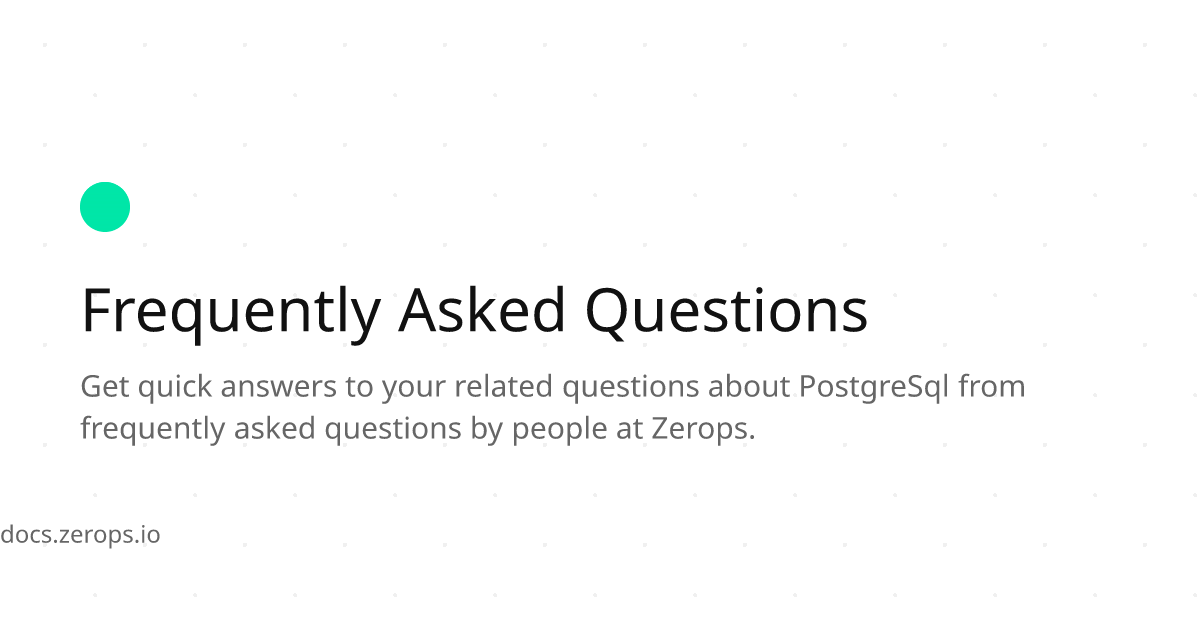 Frequently Asked Questions
Get quick answers to your related questions about PostgreSql from
frequently asked questions by people at Zerops.
docs.zerops.io